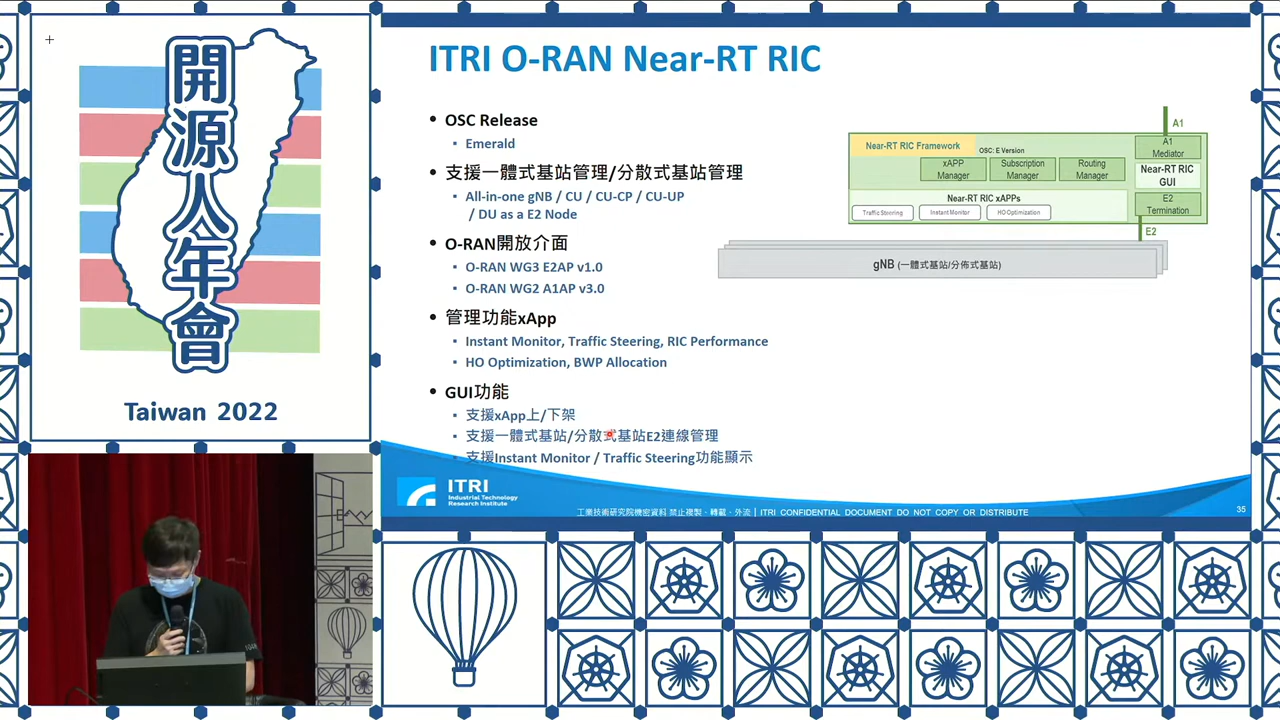 開源人年會
Taiwan 2022
ITRI O-RAN Near-RT RIC
• OSC Release
▪ Emerald
• 支援一體式基站管理/分散式基站管理
▪ All-in-one gNB / CU / CU-CP / CU-UP
/ DU as a E2 Node
• O-RAN開放介面
▪ O-RAN WG3 E2AP v1.0
▪ O-RAN WG2 A1AP v3.0
• 管理功能xApp
▪ Instant Monitor, Traffic Steering, RIC Performance
▪ HO Optimization, BWP Allocation
• GUI功能
▪ 支援xApp上/下架
▪ 支援一體式基站/分散式基站E2連線管理
▪ 支援Instant Monitor / Traffic Steering功能顯示
A1
Near-RT RIC Framework
OSC: E Version
xAPP
Manager
Subscription
Manager
Routing
Manager
A1
Mediator
Near-RT RIC
GUI
Near-RT RIC xAPPs
Traffic Steering
Instant Monitor
HO Optimization
E2
Termination
E2
gNB (一體式基站/分佈式基站)
ITRI
Industrial Technology
Research Institute
工業技術研究院機密資料 禁止複製、轉載、外流 | ITRI CONFIDENTIAL DOCUMENT DO NOT COPY OR DISTRIBUTE
35